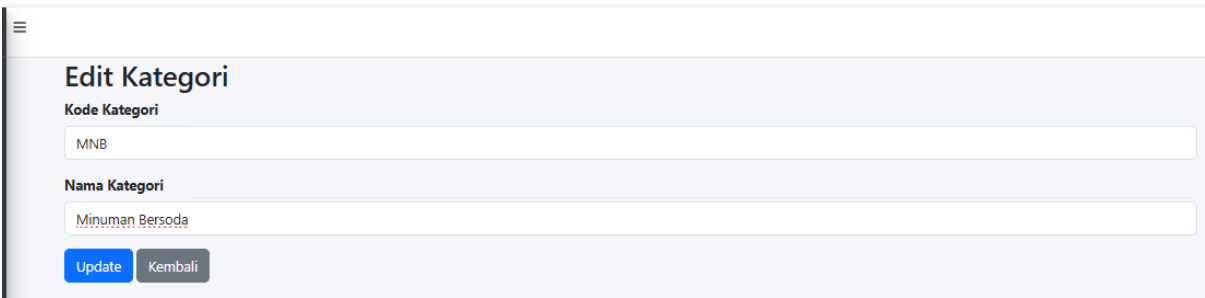 Edit Kategori
Kode Kategori
MNB
Nama Kategori
Minuman Bersoda
Update Kembali